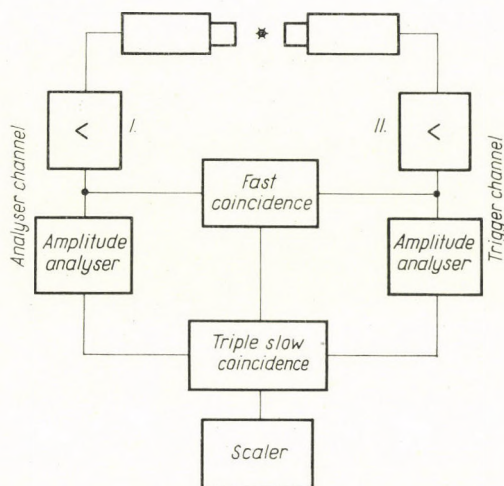 <
I.
II.
<
Analyser channel
Trigger channel
Fast
coincidence
Amplitude
analyser
Amplitude
analyser
Triple slow
coincidence
Scaler